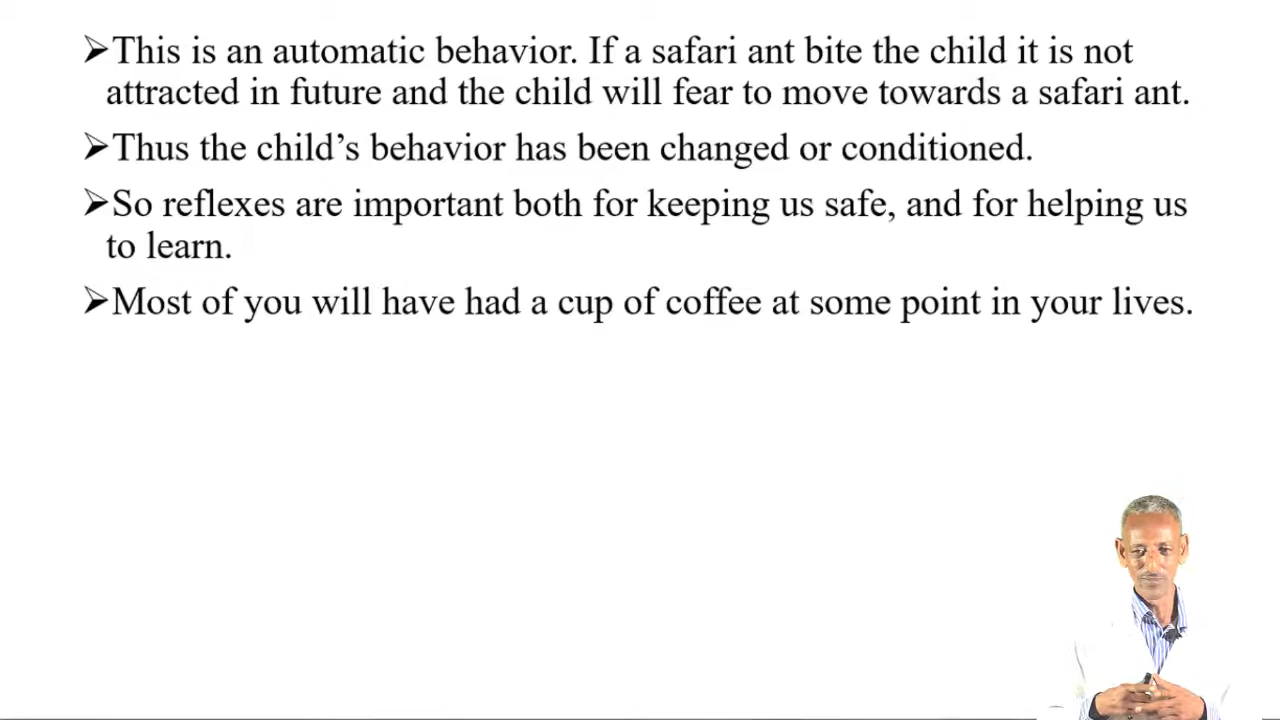 ➢This is an automatic behavior. If a safari ant bite the child it is not
attracted in future and the child will fear to move towards a safari ant.
➢Thus the child’s behavior has been changed or conditioned.
➢So reflexes are important both for keeping us safe, and for helping us
to learn.
➢Most of you will have had a cup of coffee at some point in your lives.